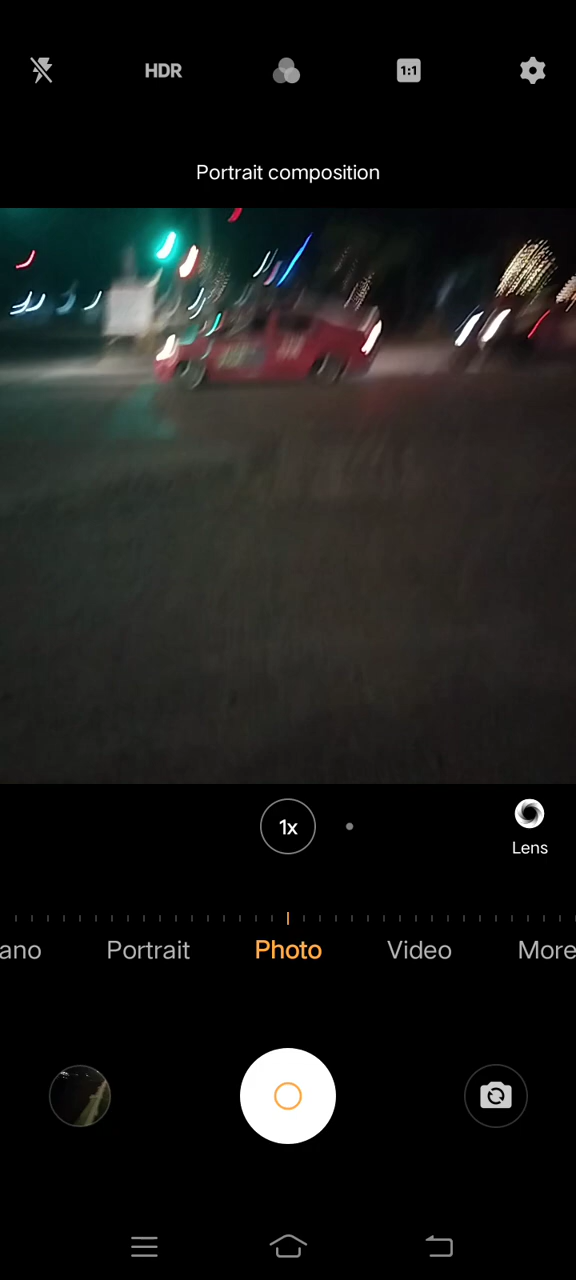 HDR
1:1
Portrait composition
1x
Lens
ano
Portrait
Photo
Video
More